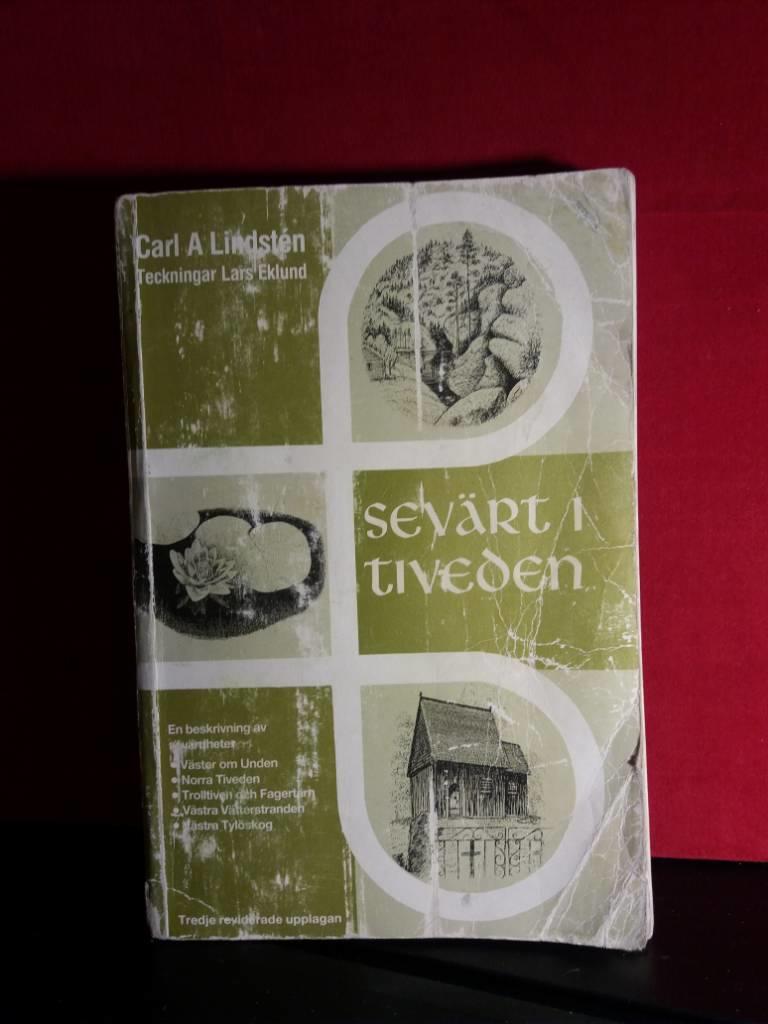 Carl A Lindstén
Teckningar Lars Eklund
SEVÄRT I
TIVEDEN
En beskrivning av
sevärdheter
• Väster om Unden
• Norra Tiveden
• Trolltiven och Fagertärn
• Västra Vätterstranden
• Västra Tylöskog
Tredje reviderade upplagan